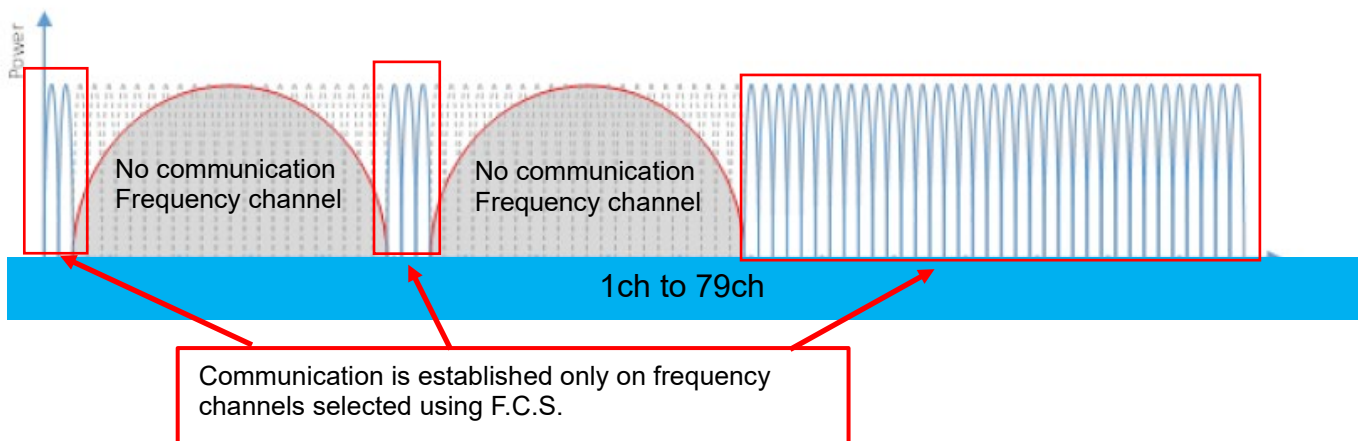 Power
No communication
Frequency channel
No communication
Frequency channel
1ch to 79ch
Communication is established only on frequency
channels selected using F.C.S.